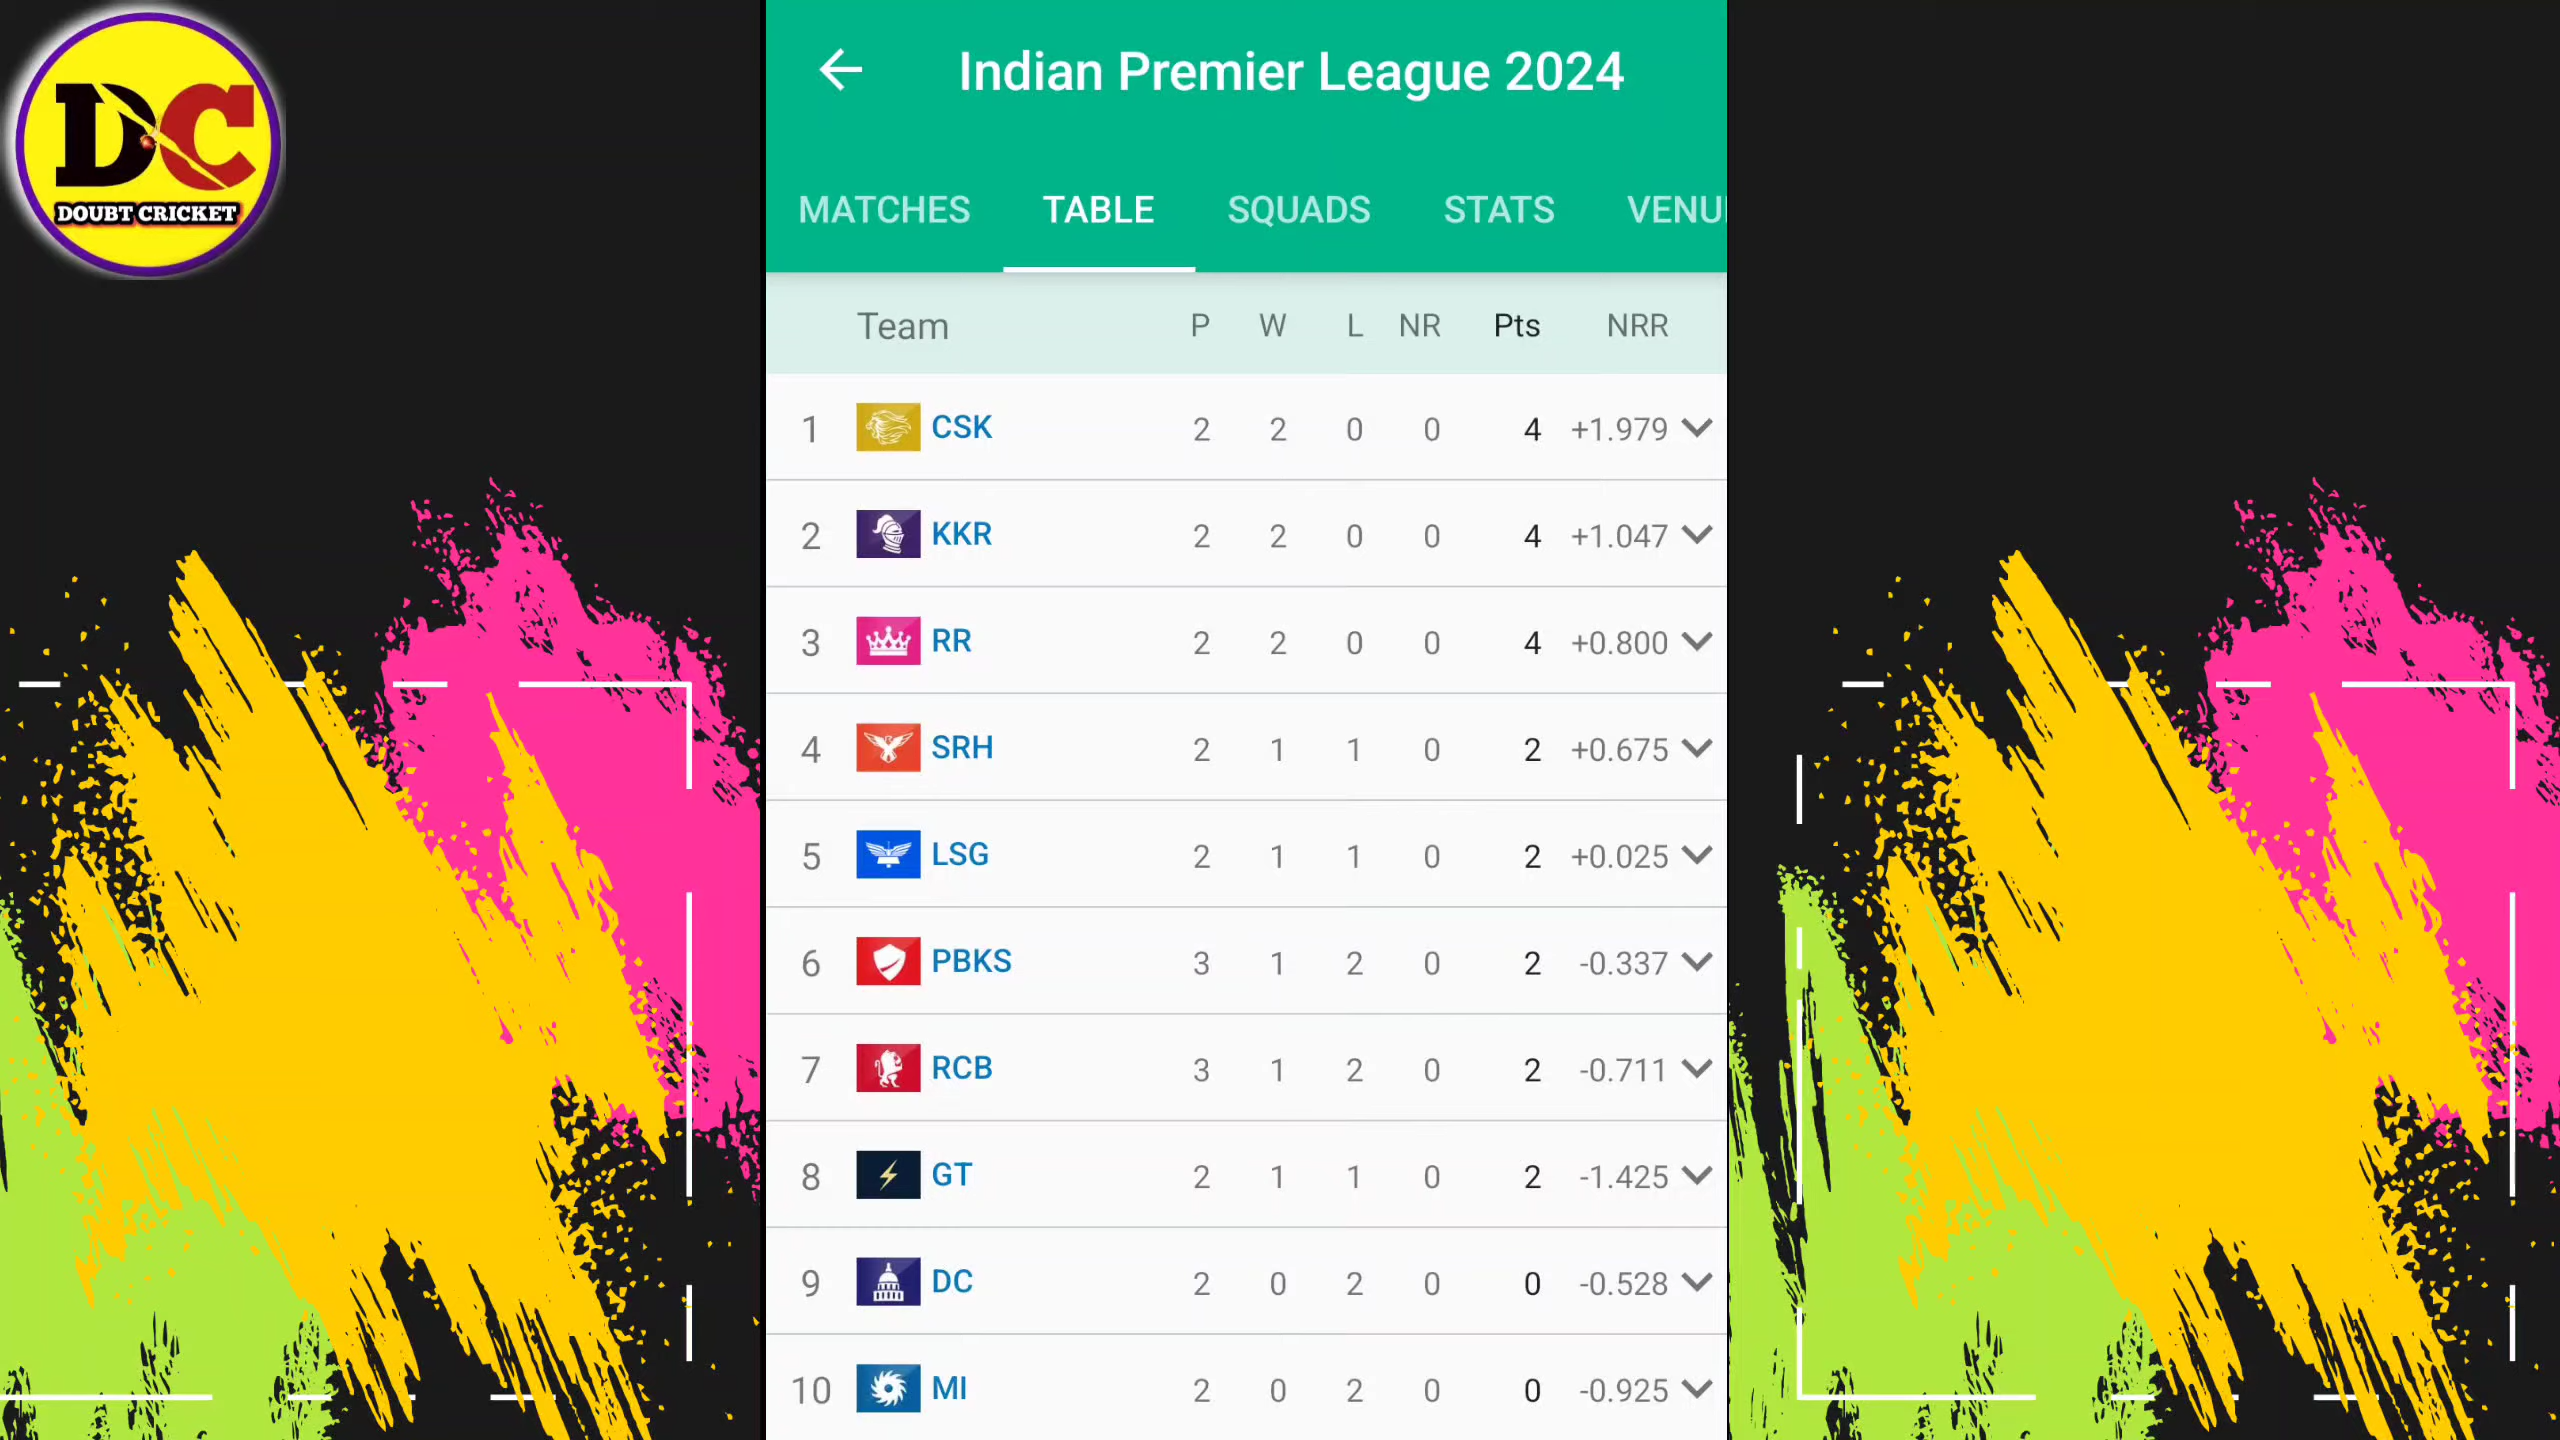 DC
DOUBT CRICKET
Indian Premier League 2024
MATCHES TABLE SQUADS STATS VENU
Team P W L NR Pts NRR
1 CSK 2 2 0 0 4 +1.979
2 KKR 2 2 0 0 4 +1.047
3 RR 2 2 0 0 4 +0.800
4 SRH 2 1 1 0 2 +0.675
5 LSG 2 1 1 0 2 +0.025
6 PBKS 3 1 2 0 2 -0.337
7 RCB 3 1 2 0 2 -0.711
8 GT 2 1 1 0 2 -1.425
9 DC 2 0 2 0 0 -0.528
10 MI 2 0 2 0 0 -0.925